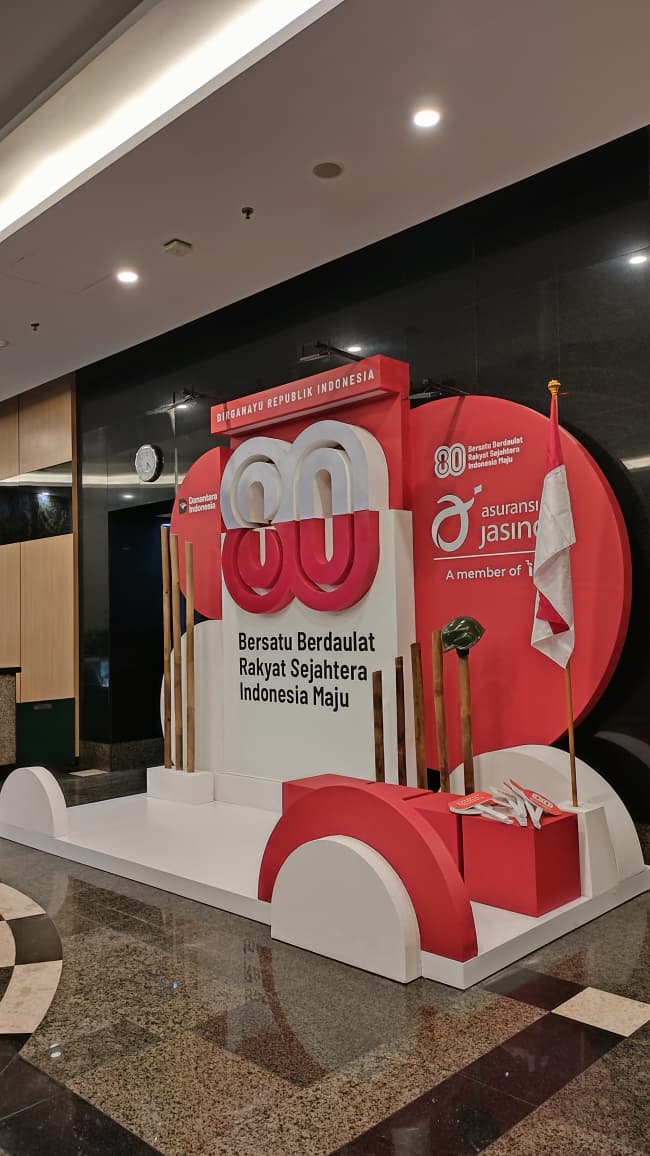 DIRGAHAYU REPUBLIK INDONESIA
80
Bersatu Berdaulat
Rakyat Sejahtera
Indonesia Maju
Danantara
Indonesia
80
Bersatu Berdaulat
Rakyat Sejahtera
Indonesia Maju
asuransi
A member of